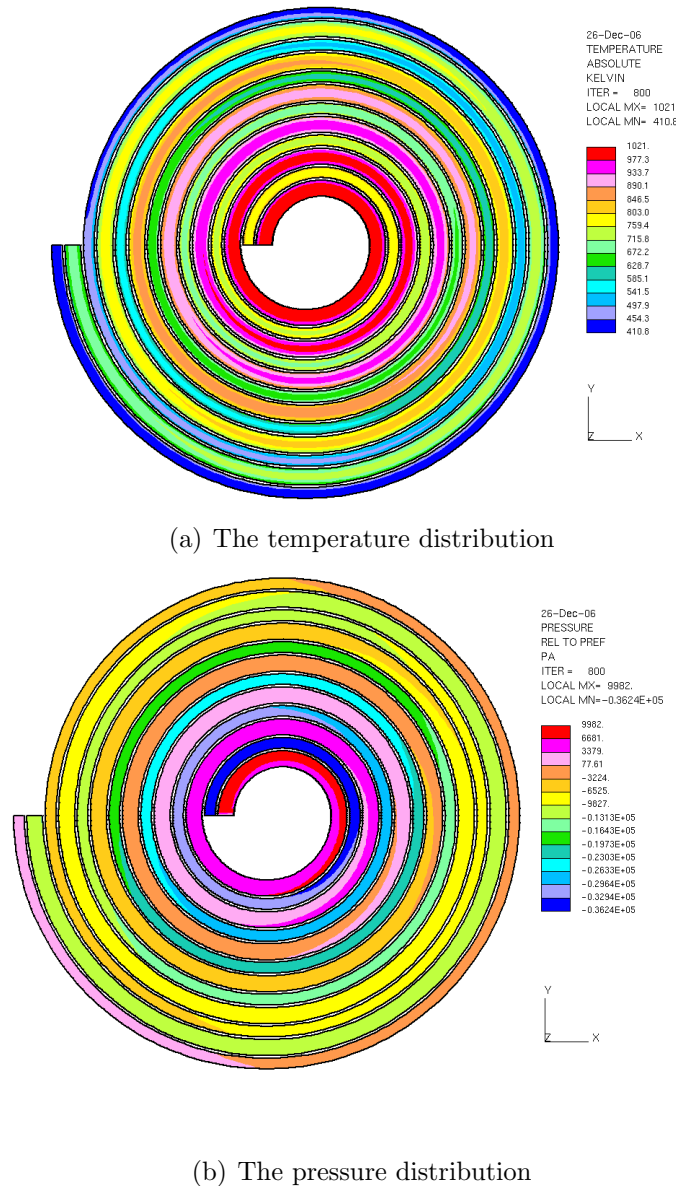 26-Dec-06
TEMPERATURE
ABSOLUTE
KELVIN
ITER = 800
LOCAL MX= 1021
LOCAL MN= 410.8
1021.
977.3
933.7
890.1
846.5
803.0
759.4
715.8
672.2
628.7
585.1
541.5
497.9
454.3
410.8
Y
Z X
(a) The temperature distribution
26-Dec-06
PRESSURE
REL TO PREF
PA
ITER = 800
LOCAL MX= 9982.
LOCAL MN=-0.3624E+05
9982.
6681.
3379.
77.61
-3224.
-6525.
-9827.
-0.1313E+05
-0.1643E+05
-0.1973E+05
-0.2303E+05
-0.2633E+05
-0.2964E+05
-0.3294E+05
-0.3624E+05
Y
Z X
(b) The pressure distribution